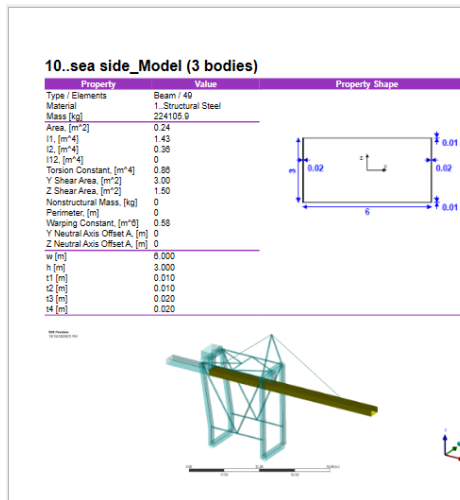 10..sea side_Model (3 bodies)
Property Value Property Shape
Type / Elements Beam / 49
Material 1..Structural Steel
Mass [kg] 224105.9
Area, [m^2] 0.24
I1, [m^4] 1.43
I2, [m^4] 0.36
I12, [m^4] 0
Torsion Constant, [m^4] 0.86
Y Shear Area, [m^2] 3.00
Z Shear Area, [m^2] 1.50
Nonstructural Mass, [kg] 0
Perimeter, [m] 0
Warping Constant, [m^6] 0.58
Y Neutral Axis Offset A, [m] 0
Z Neutral Axis Offset A, [m] 0
w [m] 6.000
h [m] 3.000
t1 [m] 0.010
t2 [m] 0.010
t3 [m] 0.020
t4 [m] 0.020
0.01
3
0.02
z
y
0.02
0.01
6